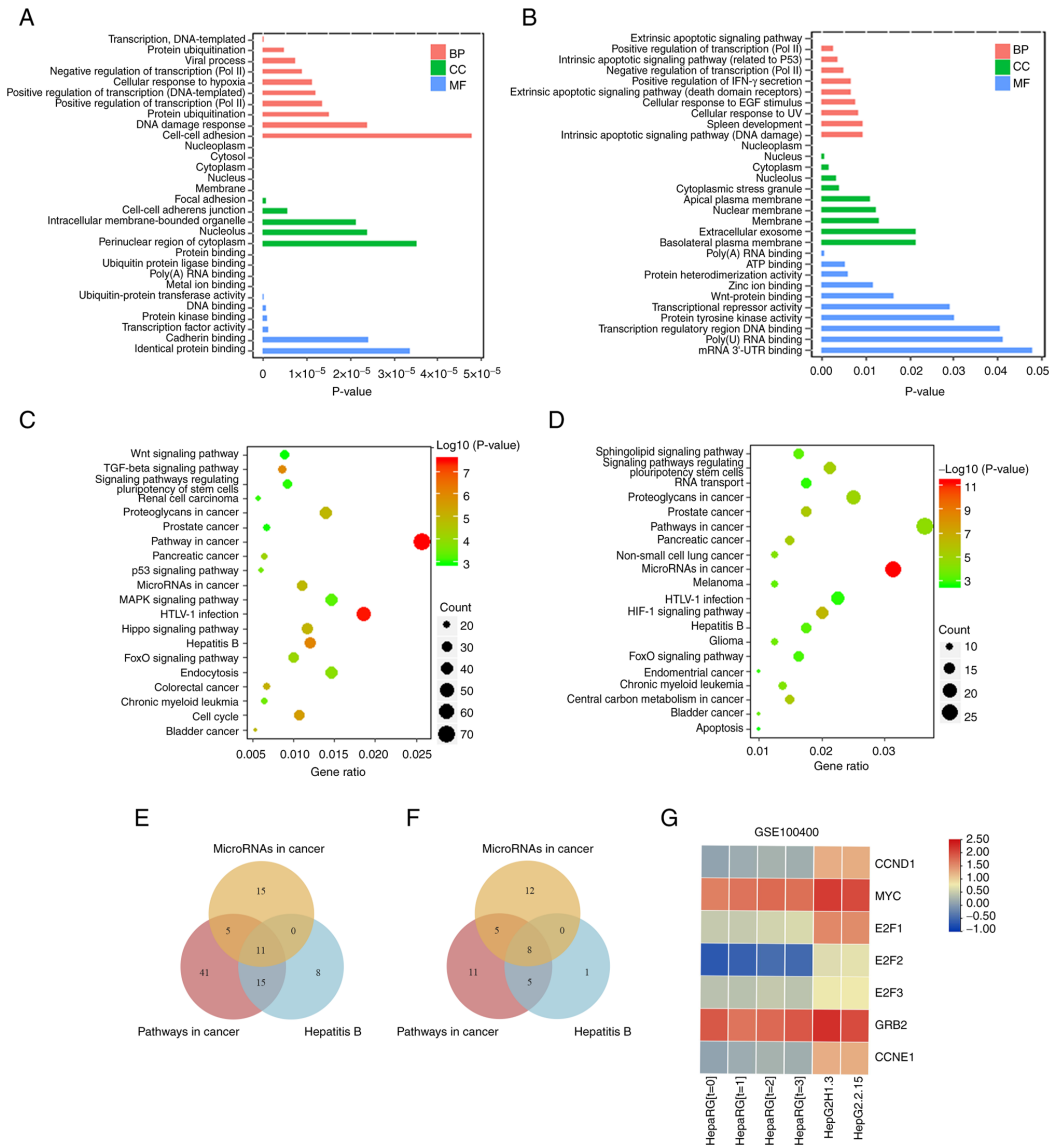 A
Transcription, DNA-templated
Protein ubiquitination
Viral process
Negative regulation of transcription (Pol II)
Cellular response to hypoxia
Positive regulation of transcription (DNA-templated)
Positive regulation of transcription (Pol II)
Protein ubiquitination
DNA damage response
Cell-cell adhesion
Nucleoplasm
Cytosol
Cytoplasm
Nucleus
Membrane
Focal adhesion
Cell-cell adherens junction
Intracellular membrane-bounded organelle
Nucleolus
Perinuclear region of cytoplasm
Protein binding
Ubiquitin protein ligase binding
Poly(A) RNA binding
Metal ion binding
Ubiquitin-protein transferase activity
DNA binding
Protein kinase binding
Transcription factor activity
Cadherin binding
Identical protein binding
BP
CC
MF
0 1×10⁻⁵ 2×10⁻⁵ 3×10⁻⁵ 4×10⁻⁵ 5×10⁻⁵
P-value
B
Extrinsic apoptotic signaling pathway
Positive regulation of transcription (Pol II)
Intrinsic apoptotic signaling pathway (related to P53)
Negative regulation of transcription (Pol II)
Positive regulation of IFN-γ secretion
Extrinsic apoptotic signaling pathway (death domain receptors)
Cellular response to EGF stimulus
Cellular response to UV
Spleen development
Intrinsic apoptotic signaling pathway (DNA damage)
Nucleoplasm
Nucleus
Cytoplasm
Nucleolus
Cytoplasmic stress granule
Apical plasma membrane
Nuclear membrane
Membrane
Extracellular exosome
Basolateral plasma membrane
Poly(A) RNA binding
ATP binding
Protein heterodimerization activity
Zinc ion binding
Wnt-protein binding
Transcriptional repressor activity
Protein tyrosine kinase activity
Transcription regulatory region DNA binding
Poly(U) RNA binding
mRNA 3'-UTR binding
BP
CC
MF
0.00 0.01 0.02 0.03 0.04 0.05
P-value
C
Wnt signaling pathway
TGF-beta signaling pathway
Signaling pathways regulating
pluripotency of stem cells
Renal cell carcinoma
Proteoglycans in cancer
Prostate cancer
Pathway in cancer
Pancreatic cancer
p53 signaling pathway
MicroRNAs in cancer
MAPK signaling pathway
HTLV-1 infection
Hippo signaling pathway
Hepatitis B
FoxO signaling pathway
Endocytosis
Colorectal cancer
Chronic myeloid leukmia
Cell cycle
Bladder cancer
0.005 0.010 0.015 0.020 0.025
Gene ratio
Log10 (P-value)
7
6
5
4
3
Count
20
30
40
50
60
70
D
Sphingolipid signaling pathway
Signaling pathways regulating
plouripotency stem cells
RNA transport
Proteoglycans in cancer
Prostate cancer
Pathways in cancer
Pancreatic cancer
Non-small cell lung cancer
MicroRNAs in cancer
Melanoma
HTLV-1 infection
HIF-1 signaling pathway
Hepatitis B
Glioma
FoxO signaling pathway
Endomentrial cancer
Chronic myeloid leukemia
Central carbon metabolism in cancer
Bladder cancer
Apoptosis
0.01 0.02 0.03
Gene ratio
−Log10 (P-value)
11
9
7
5
3
Count
10
15
20
25
E
MicroRNAs in cancer
15
5
0
11
41
15
8
Pathways in cancer
Hepatitis B
F
MicroRNAs in cancer
12
5
0
8
11
5
1
Pathways in cancer
Hepatitis B
G
GSE100400
CCND1
MYC
E2F1
E2F2
E2F3
GRB2
CCNE1
HepaRG[t=0]
HepaRG[t=1]
HepaRG[t=2]
HepaRG[t=3]
HepG2H1.3
HepG2.2.15
2.50
2.00
1.50
1.00
0.50
0.00
−0.50
−1.00